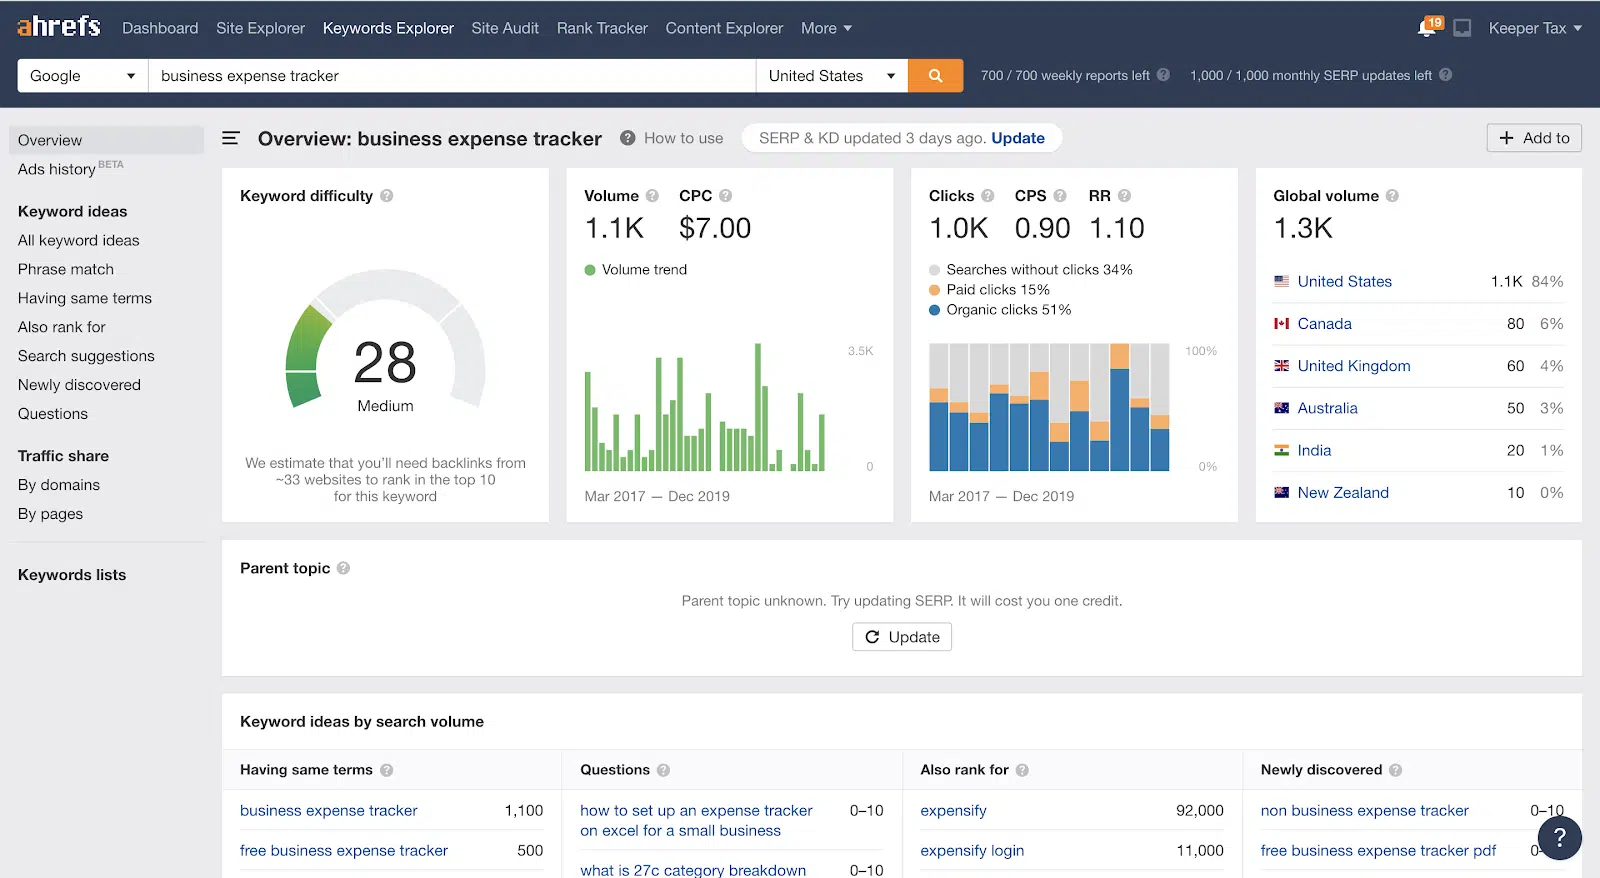 ahrefs Dashboard Site Explorer Keywords Explorer Site Audit Rank Tracker Content Explorer More 19 Keeper Tax
Google business expense tracker United States 700 / 700 weekly reports left ? 1,000 / 1,000 monthly SERP updates left ?
Overview
Ads history BETA
Keyword ideas
All keyword ideas
Phrase match
Having same terms
Also rank for
Search suggestions
Newly discovered
Questions
Traffic share
By domains
By pages
Keywords lists
Overview: business expense tracker ? How to use SERP & KD updated 3 days ago. Update + Add to
Keyword difficulty ?
28
Medium
We estimate that you'll need backlinks from
~33 websites to rank in the top 10
for this keyword
Volume ? CPC ?
1.1K $7.00
Volume trend
3.5K
0
Mar 2017 — Dec 2019
Clicks ? CPS ? RR ?
1.0K 0.90 1.10
Searches without clicks 34%
Paid clicks 15%
Organic clicks 51%
100%
0%
Mar 2017 — Dec 2019
Global volume ?
1.3K
United States 1.1K 84%
Canada 80 6%
United Kingdom 60 4%
Australia 50 3%
India 20 1%
New Zealand 10 0%
Parent topic ?
Parent topic unknown. Try updating SERP. It will cost you one credit.
Update
Keyword ideas by search volume
Having same terms ?
business expense tracker 1,100
free business expense tracker 500
Questions ?
how to set up an expense tracker 0–10
on excel for a small business
what is 27c category breakdown 0–10
Also rank for ?
expensify 92,000
expensify login 11,000
Newly discovered ?
non business expense tracker 0–10
free business expense tracker pdf
?